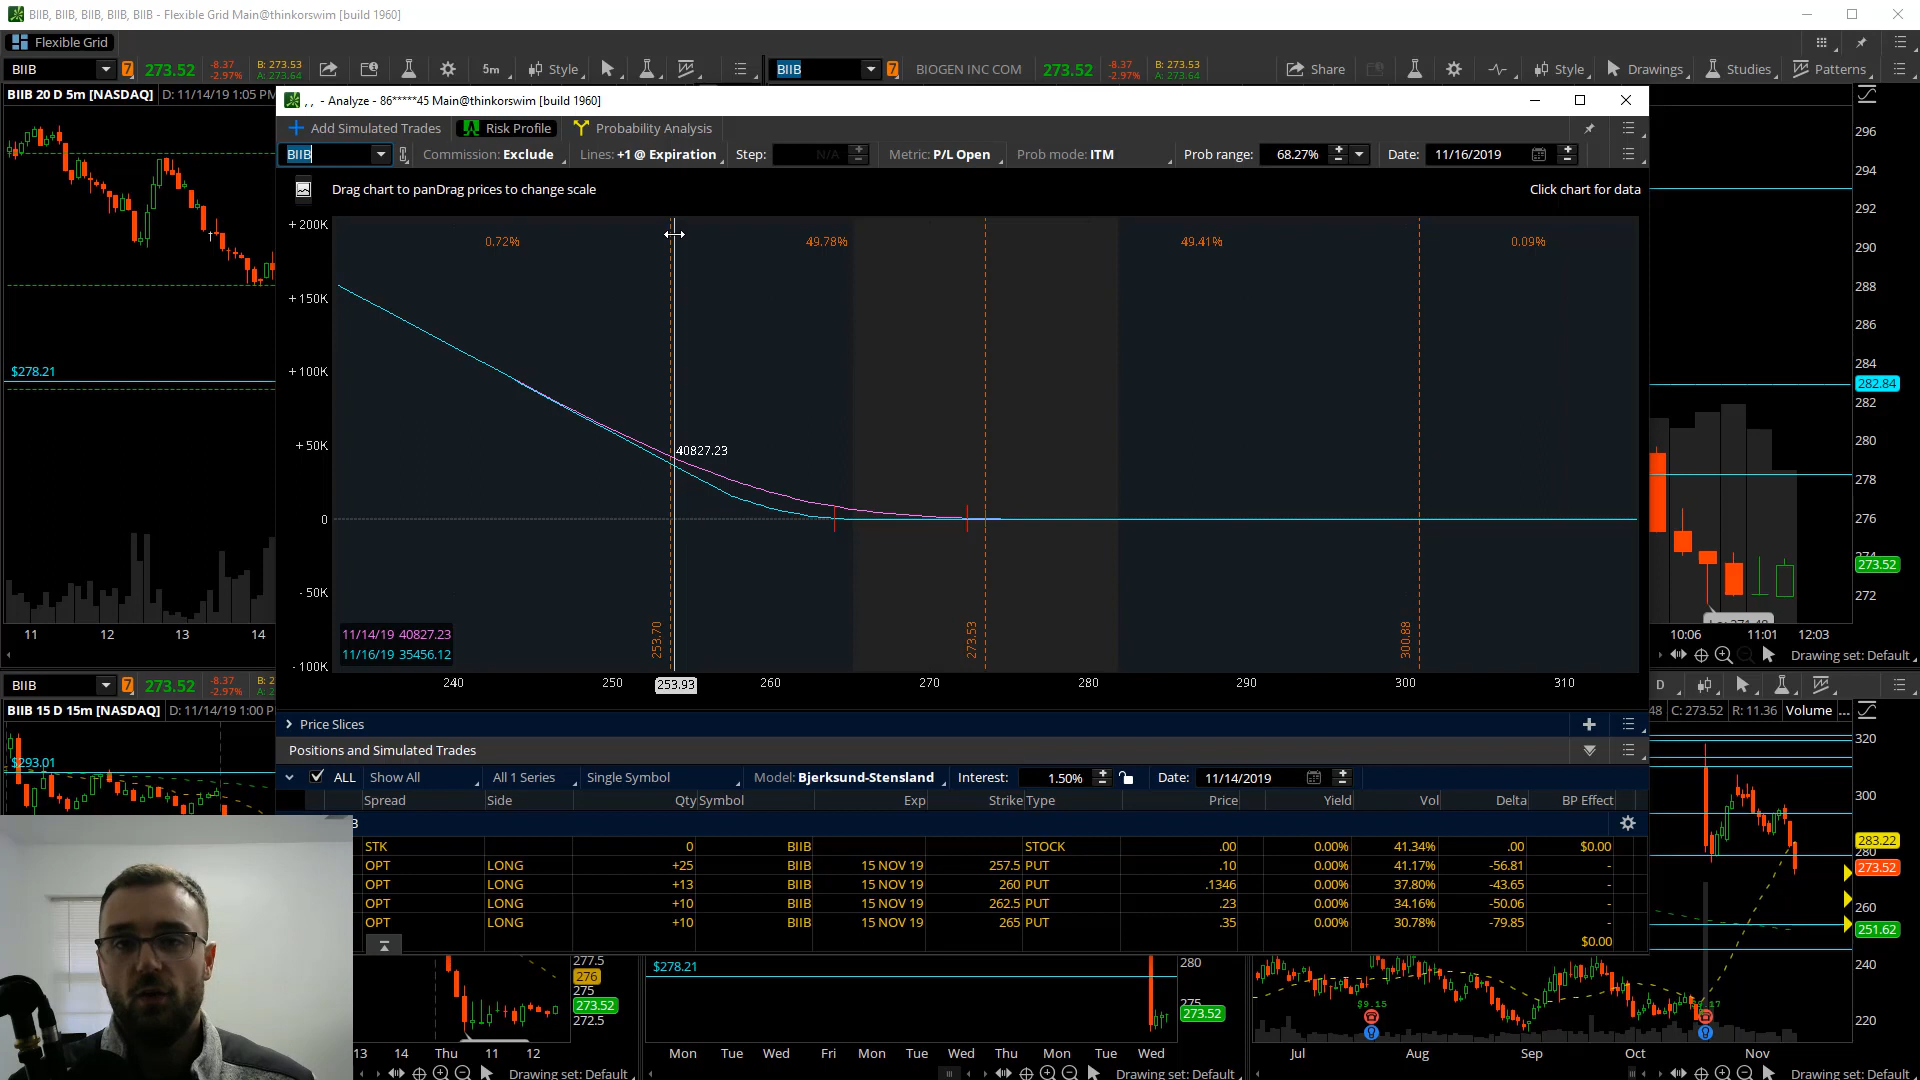 BIIB, BIIB, BIIB, BIIB, BIIB - Flexible Grid Main@thinkorswim [build 1960]
Flexible Grid
BIIB 7 273.52 -8.37 -2.97% B: 273.53 A: 273.64 5m Style BIIB 7 BIOGEN INC COM 273.52 -8.37 -2.97% B: 273.53 A: 273.64 Share Style Drawings Studies Patterns
BIIB 20 D 5m [NASDAQ] D: 11/14/19 1:05 PM
, , - Analyze - 86*****45 Main@thinkorswim [build 1960]
Add Simulated Trades Risk Profile Probability Analysis
BIIB Commission: Exclude Lines: +1 @ Expiration Step: N/A Metric: P/L Open Prob mode: ITM Prob range: 68.27% Date: 11/16/2019
Drag chart to panDrag prices to change scale Click chart for data
+200K
+150K
+100K
+50K
0
-50K
-100K
0.72% 49.78% 49.41% 0.09%
40827.23
253.70 273.53 300.88
11/14/19 40827.23
11/16/19 35456.12
240 250 253.93 260 270 280 290 300 310
$278.21
11 12 13 14
296
294
292
290
288
286
284
282.84
282
280
278
276
274
273.52
272
10:06 11:01 12:03
Drawing set: Default
BIIB 7 273.52 -8.37 -2.97% B: 2 A: 2
BIIB 15 D 15m [NASDAQ] D: 11/14/19 1:00 P
$293.01
Price Slices
Positions and Simulated Trades
ALL Show All All 1 Series Single Symbol Model: Bjerksund-Stensland Interest: 1.50% Date: 11/14/2019
Spread Side Qty Symbol Exp Strike Type Price Yield Vol Delta BP Effect
STK 0 BIIB STOCK .00 0.00% 41.34% .00 $0.00
OPT LONG +25 BIIB 15 NOV 19 257.5 PUT .10 0.00% 41.17% -56.81 -
OPT LONG +13 BIIB 15 NOV 19 260 PUT .1346 0.00% 37.80% -43.65 -
OPT LONG +10 BIIB 15 NOV 19 262.5 PUT .23 0.00% 34.16% -50.06 -
OPT LONG +10 BIIB 15 NOV 19 265 PUT .35 0.00% 30.78% -79.85 -
$0.00
D
48 C: 273.52 R: 11.36 Volume ...
320
300
283.22
280
273.52
260
251.62
240
220
277.5
276
275
273.52
272.5
13 14 Thu 11 12
Drawing set: Default
$278.21
280
275
273.52
Mon Tue Wed Fri Mon Tue Wed Thu Mon Tue Wed
Drawing set: Default
$9.15
Jul Aug Sep Oct Nov
Drawing set: Default